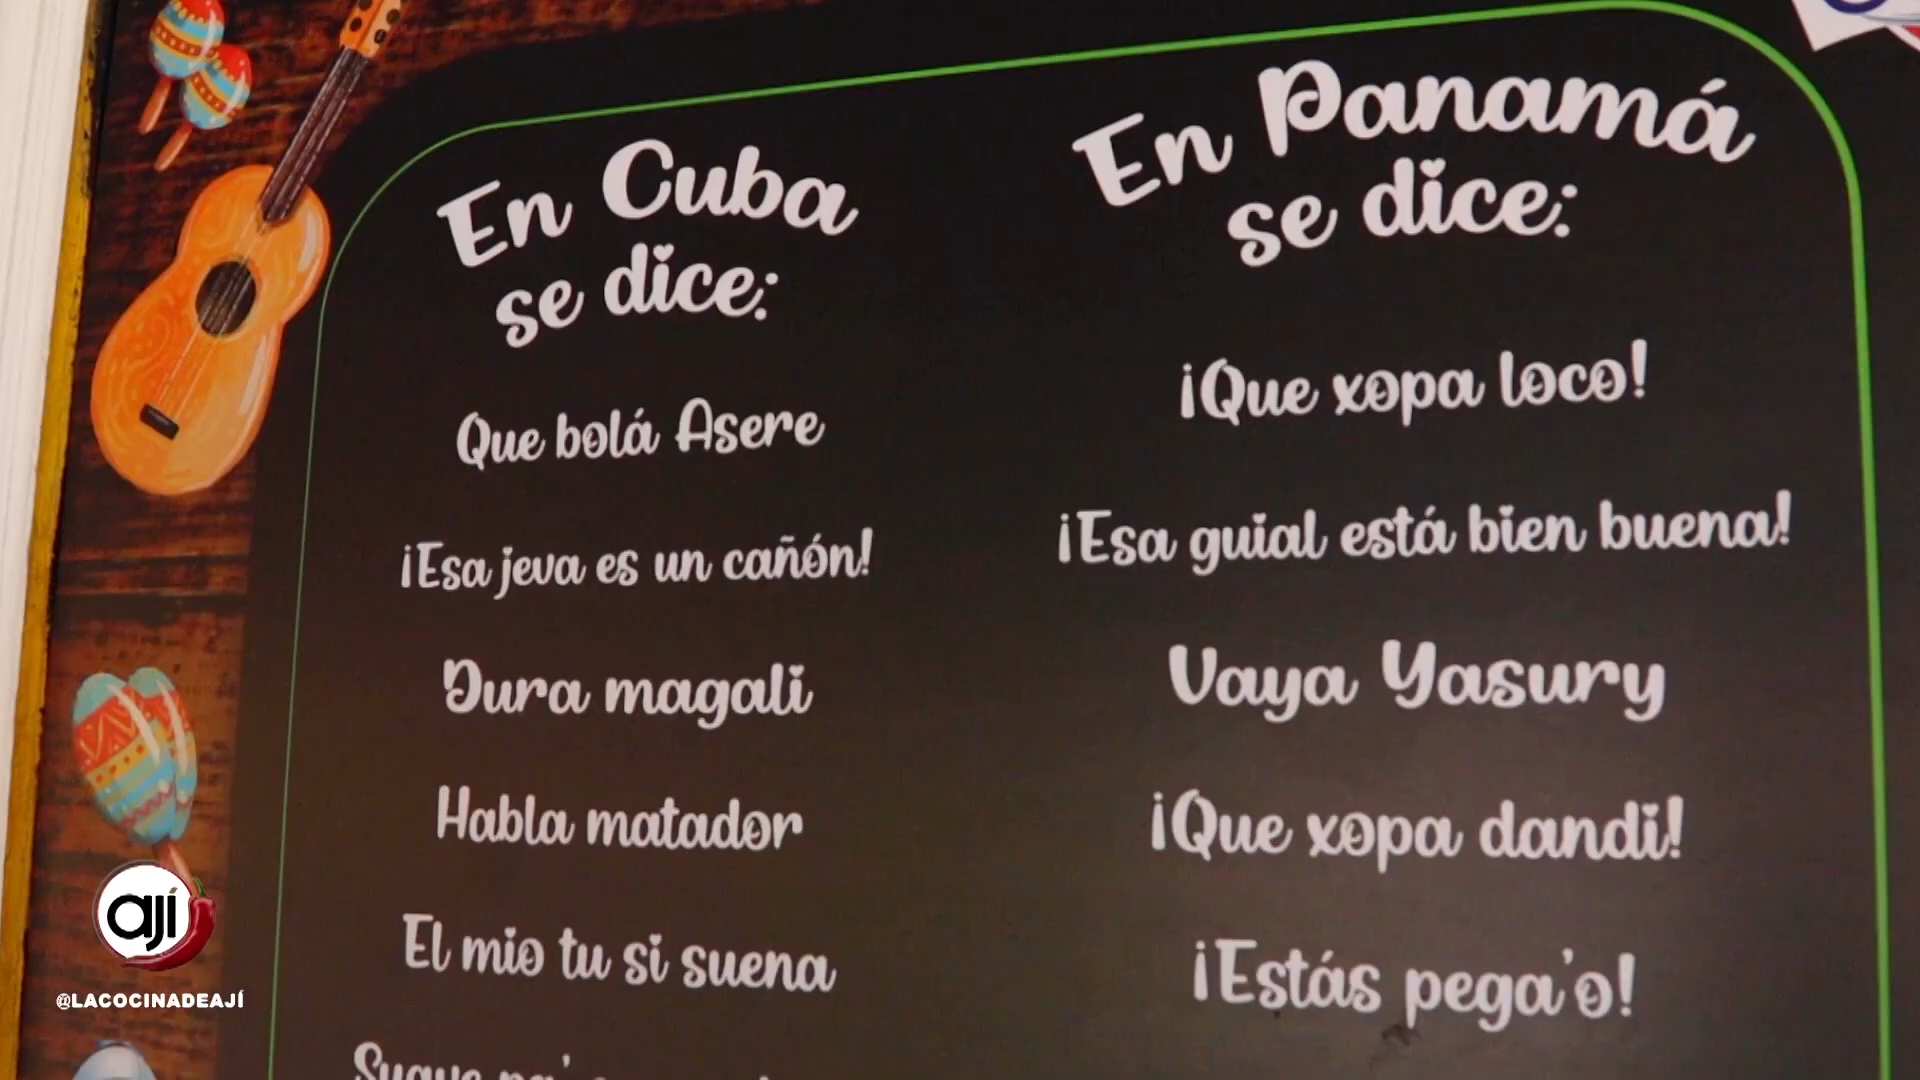 En Cuba
se dice:
Que bolá Asere
¡Esa jeva es un cañón!
Dura magali
Habla matador
El mio tu si suena
En Panamá
se dice:
¡Que xopa loco!
¡Esa guial está bien buena!
Vaya Yasury
¡Que xopa dandi!
¡Estás pega'o!
ají
@LACOCINADEAJÍ